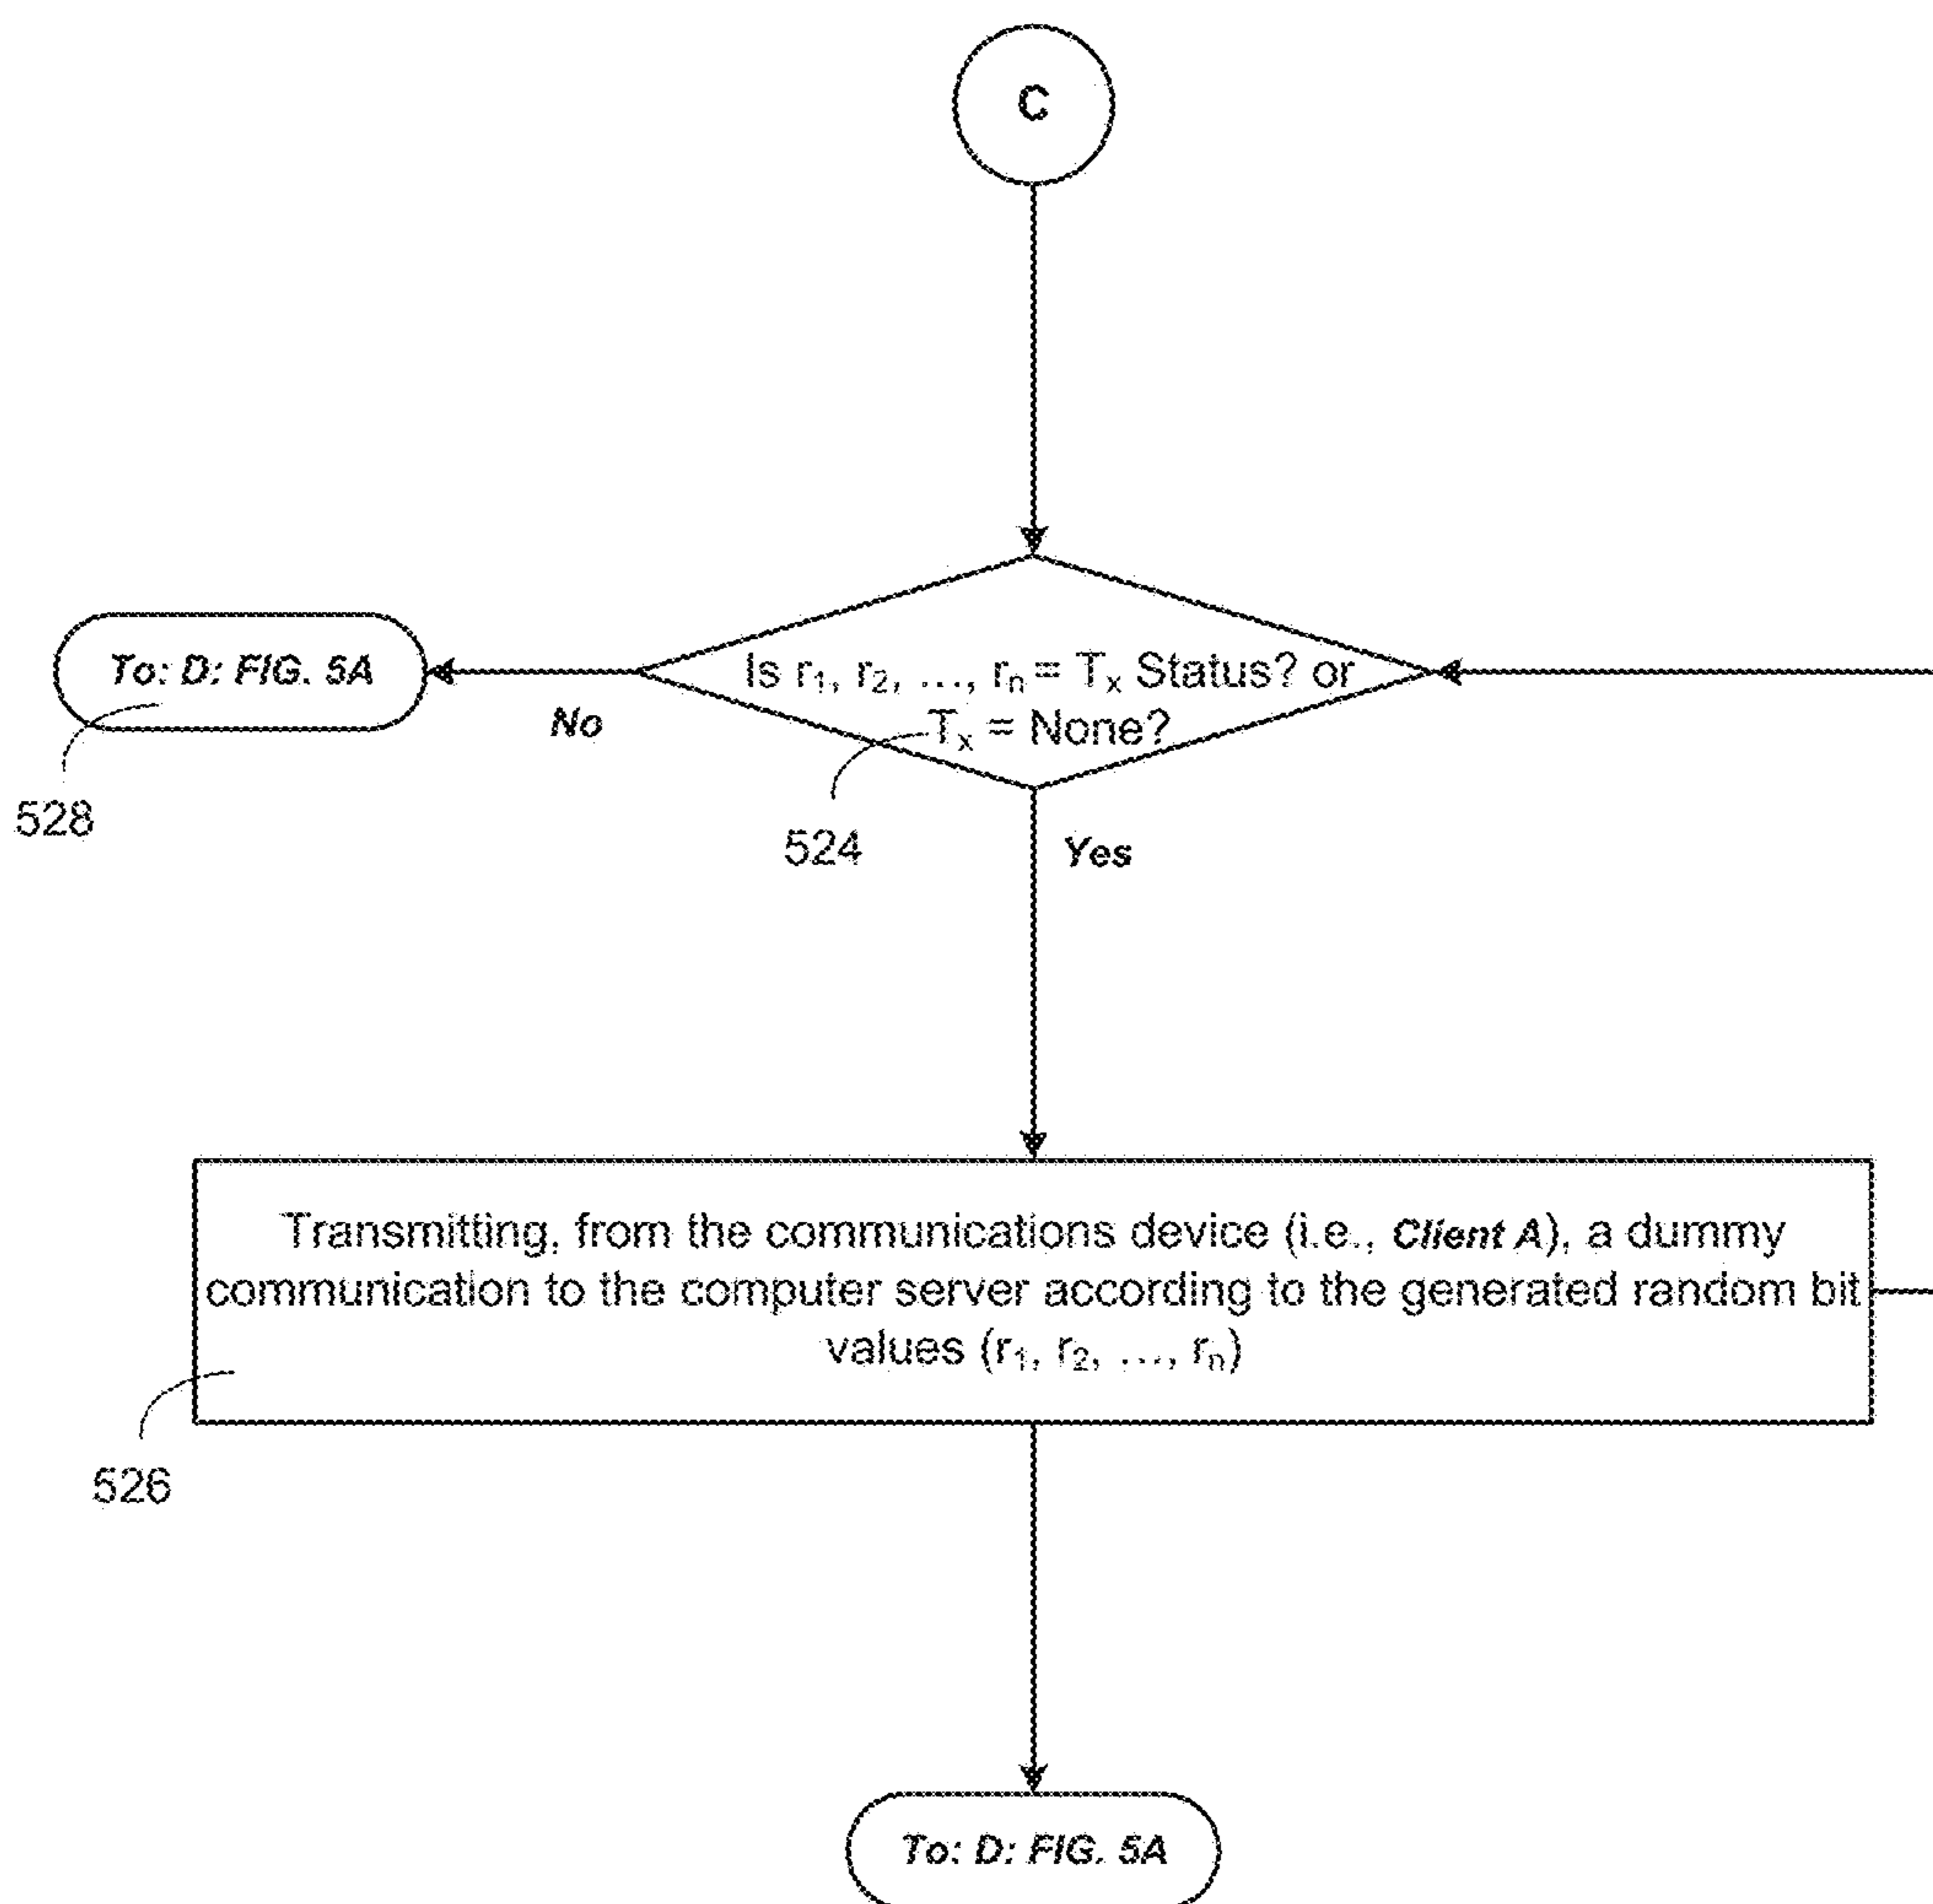 C
Is r₁, r₂, ..., rₙ = Tₓ Status? or
Tₓ = None?
To: D: FIG. 5A
No
528
524
Yes
Transmitting, from the communications device (i.e., Client A), a dummy
communication to the computer server according to the generated random bit
values (r₁, r₂, ..., rₙ)
526
To: D: FIG. 5A